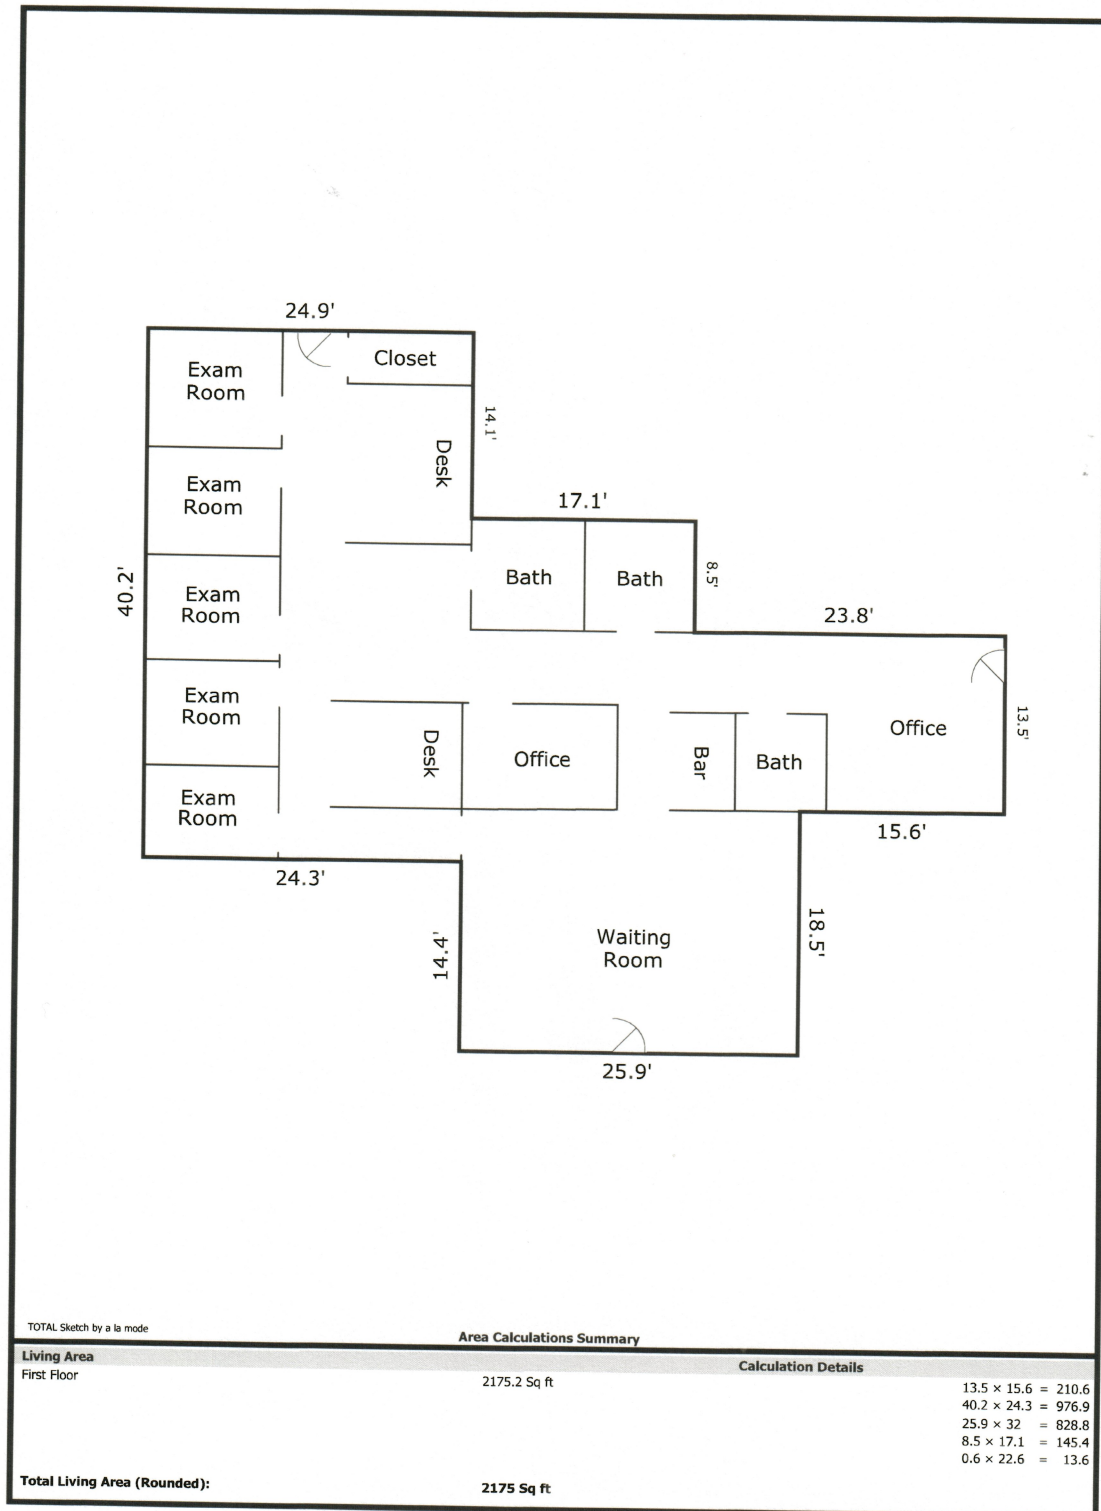 24.9'
Exam
Room
Closet
14.1'
Desk
Exam
Room
17.1'
40.2'
Exam
Room
Bath
Bath
8.5'
23.8'
Exam
Room
Desk
Office
Bar
Bath
Office
13.5'
Exam
Room
15.6'
24.3'
14.4'
Waiting
Room
18.5'
25.9'
TOTAL Sketch by a la mode
Area Calculations Summary
Living Area
Calculation Details
First Floor
2175.2 Sq ft
13.5 × 15.6 = 210.6
40.2 × 24.3 = 976.9
25.9 × 32 = 828.8
8.5 × 17.1 = 145.4
0.6 × 22.6 = 13.6
Total Living Area (Rounded):
2175 Sq ft